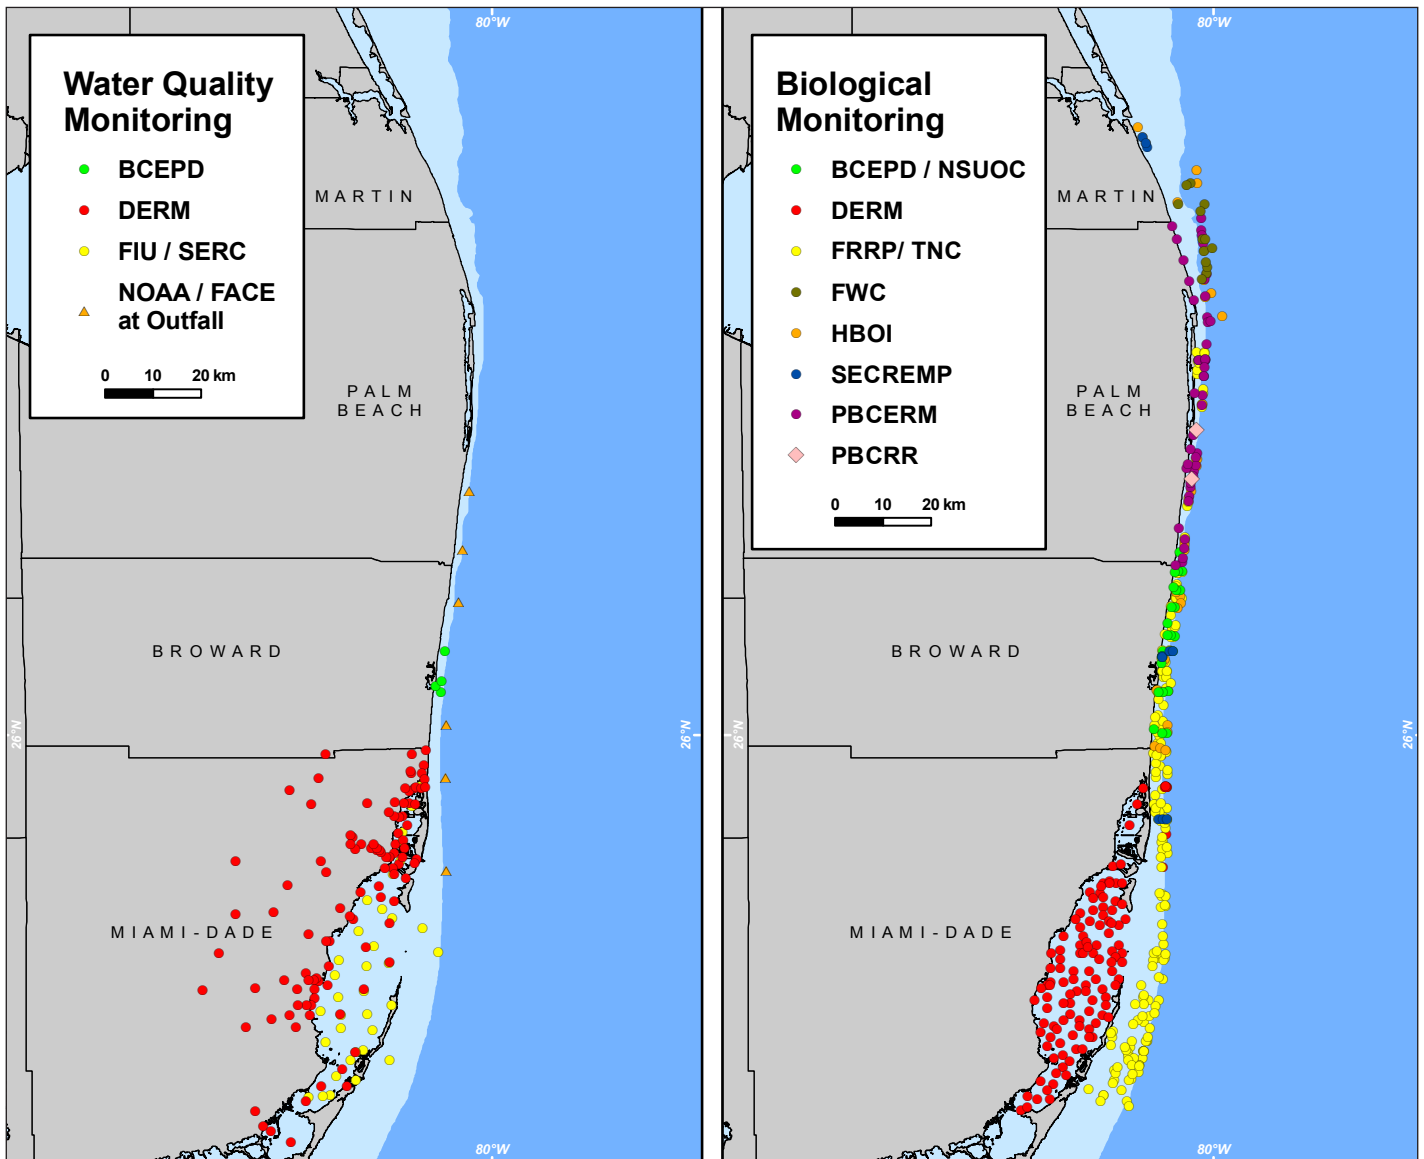 80°W
Water Quality
Monitoring
BCEPD
DERM
FIU / SERC
NOAA / FACE
at Outfall
0 10 20 km
MARTIN
PALM
BEACH
BROWARD
MIAMI-DADE
26°N
26°N
80°W
80°W
Biological
Monitoring
BCEPD / NSUOC
DERM
FRRP/ TNC
FWC
HBOI
SECREMP
PBCERM
PBCRR
0 10 20 km
MARTIN
PALM
BEACH
BROWARD
MIAMI-DADE
26°N
26°N
80°W